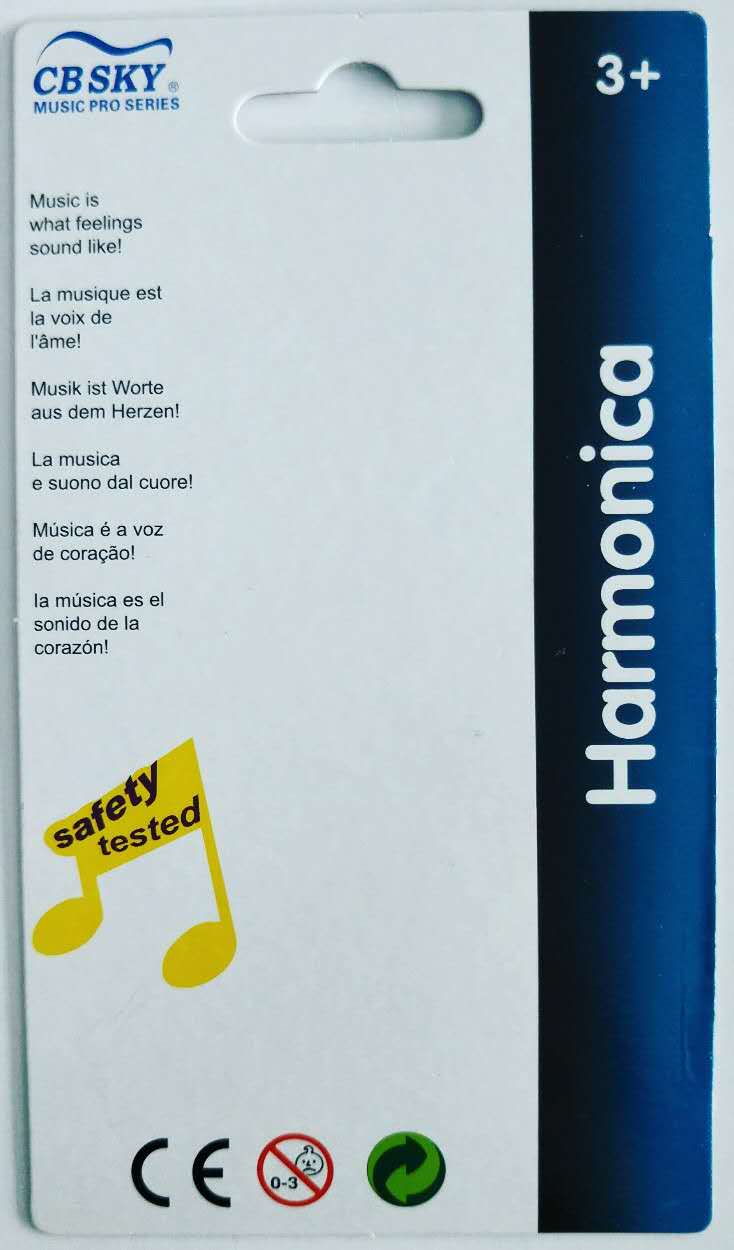 CB SKY ®
MUSIC PRO SERIES
3+
Music is
what feelings
sound like!
La musique est
la voix de
l'âme!
Musik ist Worte
aus dem Herzen!
La musica
e suono dal cuore!
Música é a voz
de coração!
la música es el
sonido de la
corazón!
Harmonica
safety
tested
CE
0-3